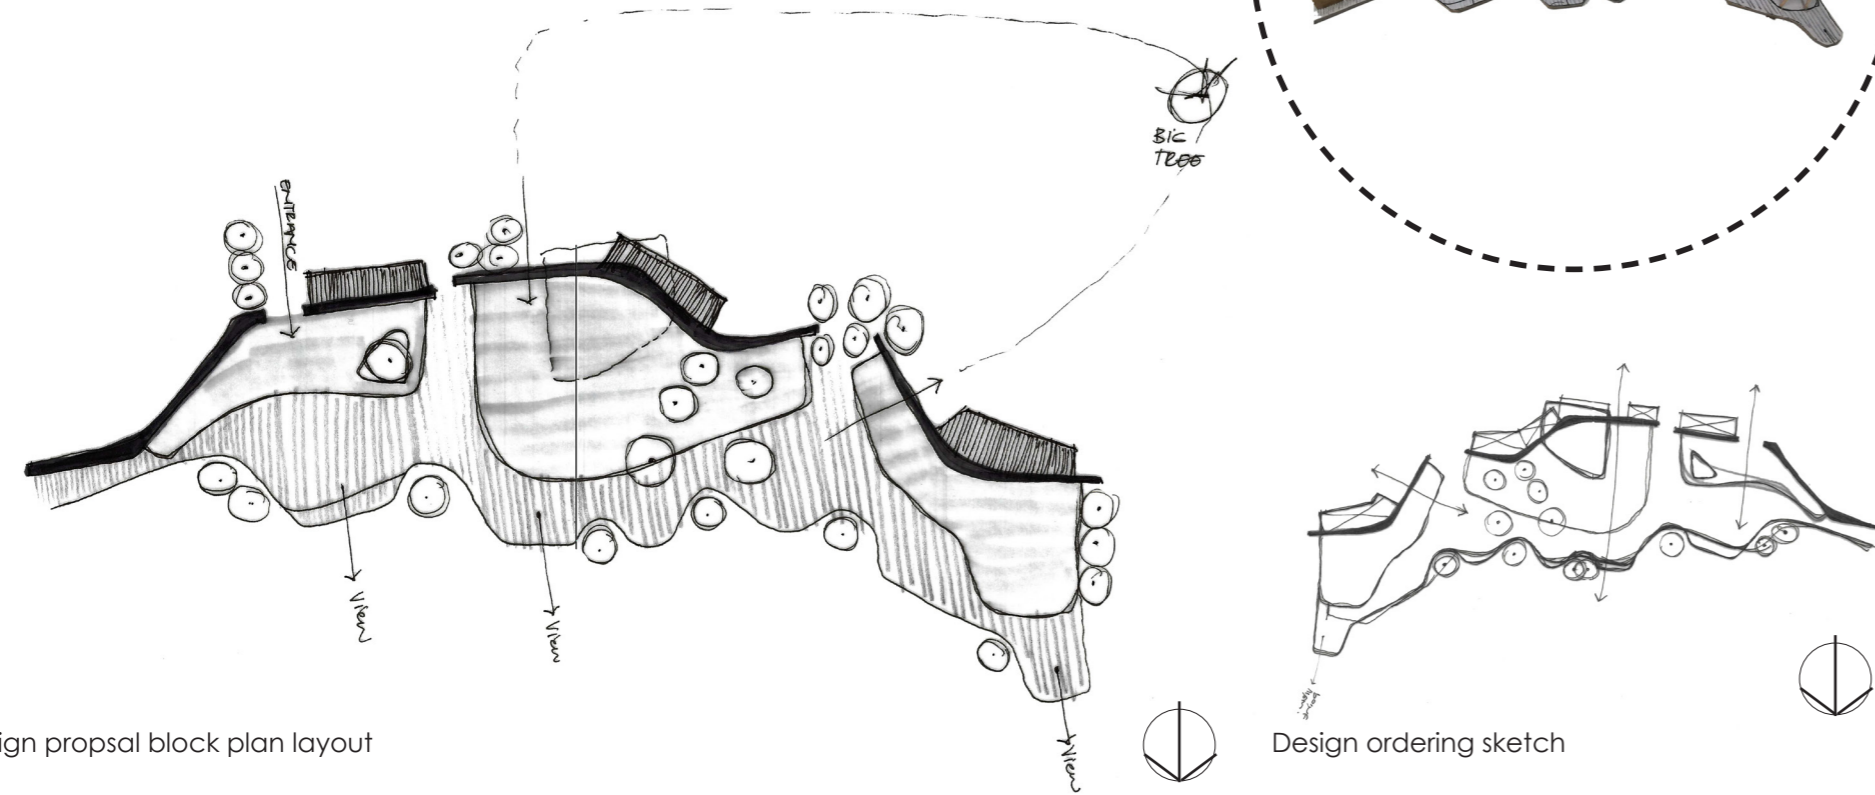 BIG
TREE
ENTRANCE
VIEW
VIEW
VIEW
ign propsal block plan layout
Design ordering sketch